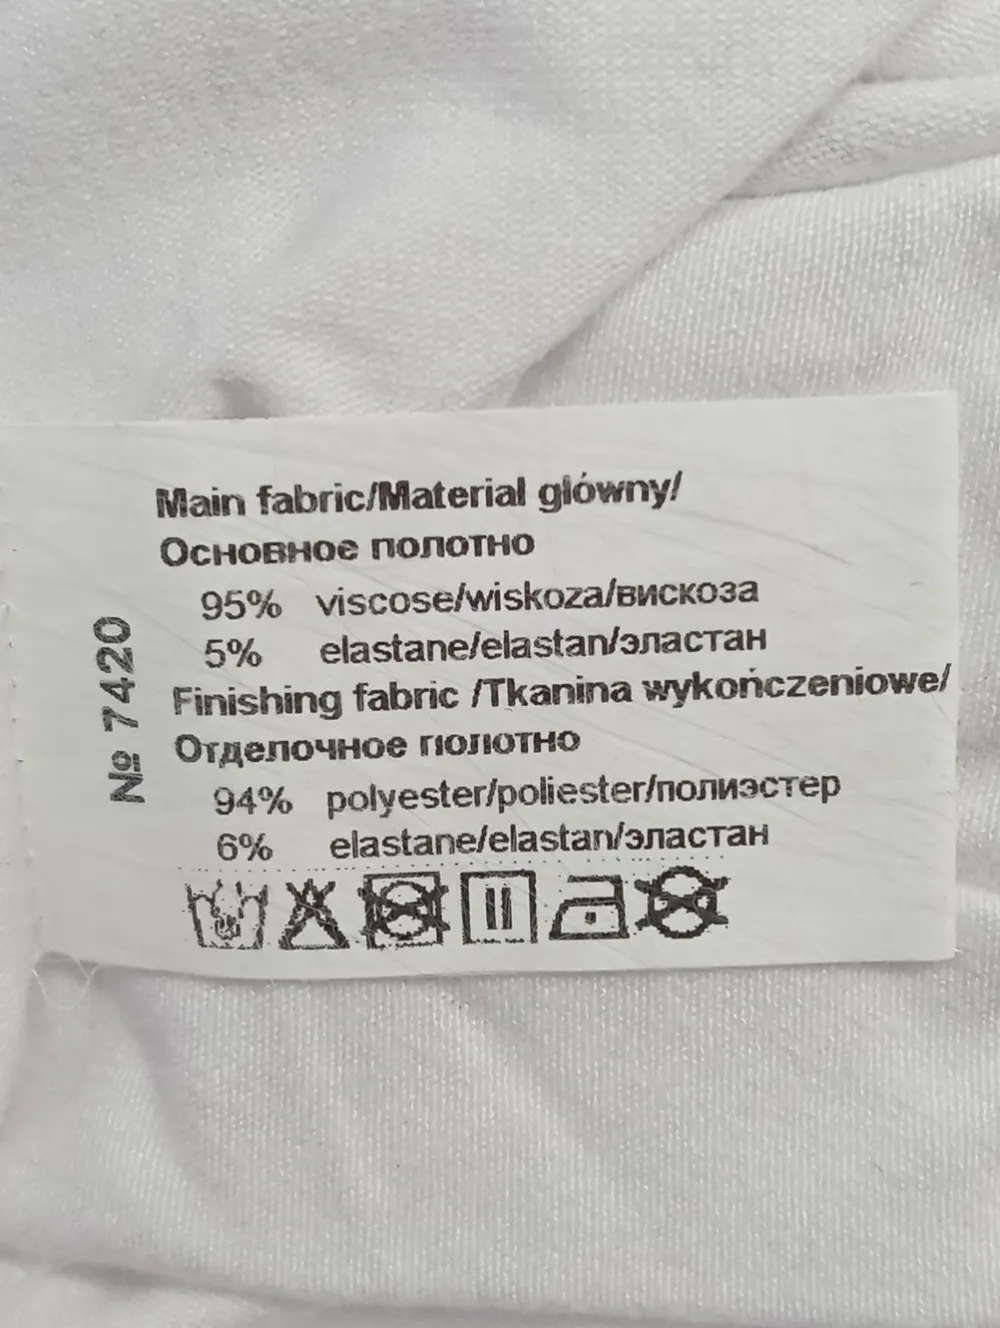 Main fabric/Materiał główny/
Основное полотно
95% viscose/wiskoza/вискоза
5% elastane/elastan/эластан
Finishing fabric /Tkanina wykończeniowe/
Отделочное полотно
94% polyester/poliester/полиэстер
6% elastane/elastan/эластан
№ 7420